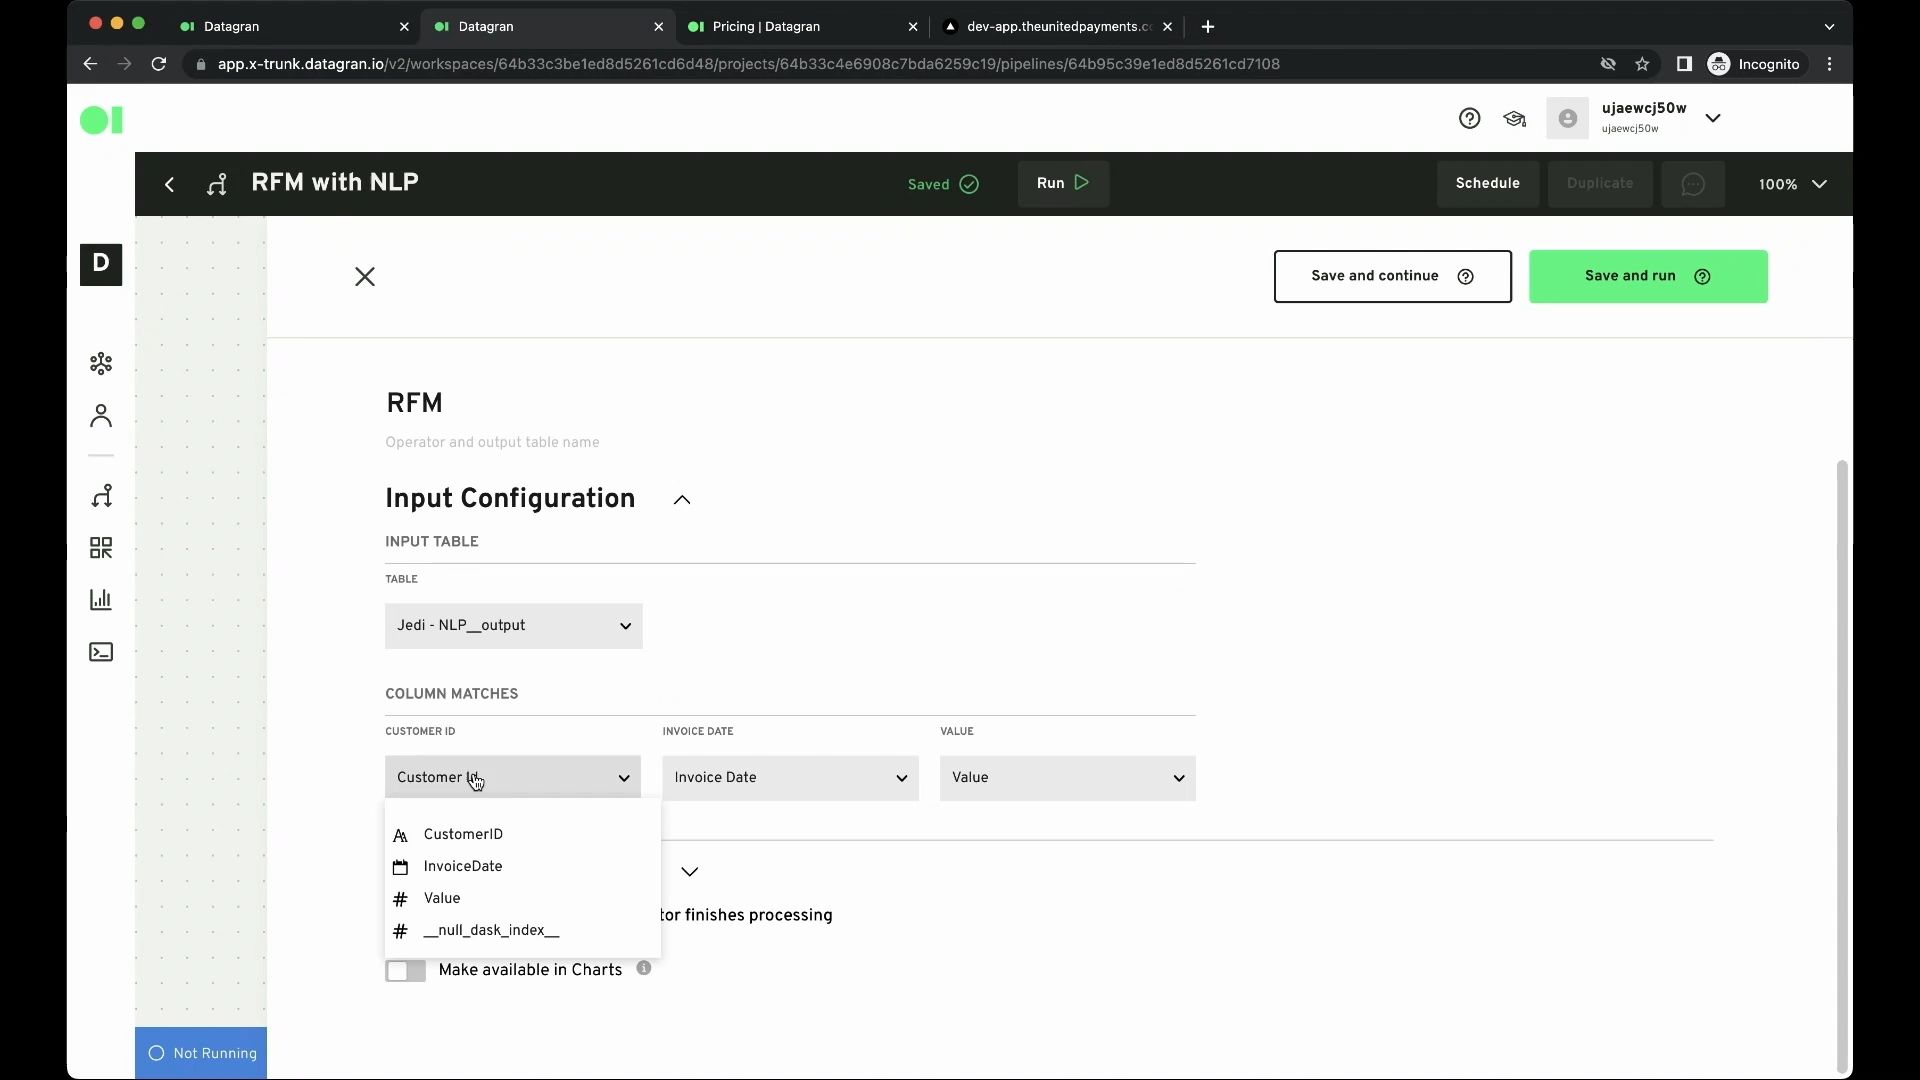 Datagran
Datagran
Pricing | Datagran
dev-app.theunitedpayments.cc
app.x-trunk.datagran.io/v2/workspaces/64b33c3be1ed8d5261cd6d48/projects/64b33c4e6908c7bda6259c19/pipelines/64b95c39e1ed8d5261cd7108
Incognito
ujaewcj50w
ujaewcj50w
RFM with NLP
Saved
Run
Schedule
Duplicate
100%
D
Save and continue
Save and run
RFM
Operator and output table name
Input Configuration
INPUT TABLE
TABLE
Jedi - NLP__output
COLUMN MATCHES
CUSTOMER ID
INVOICE DATE
VALUE
Customer Id
Invoice Date
Value
CustomerID
InvoiceDate
Value
__null_dask_index__
tor finishes processing
Make available in Charts
Not Running